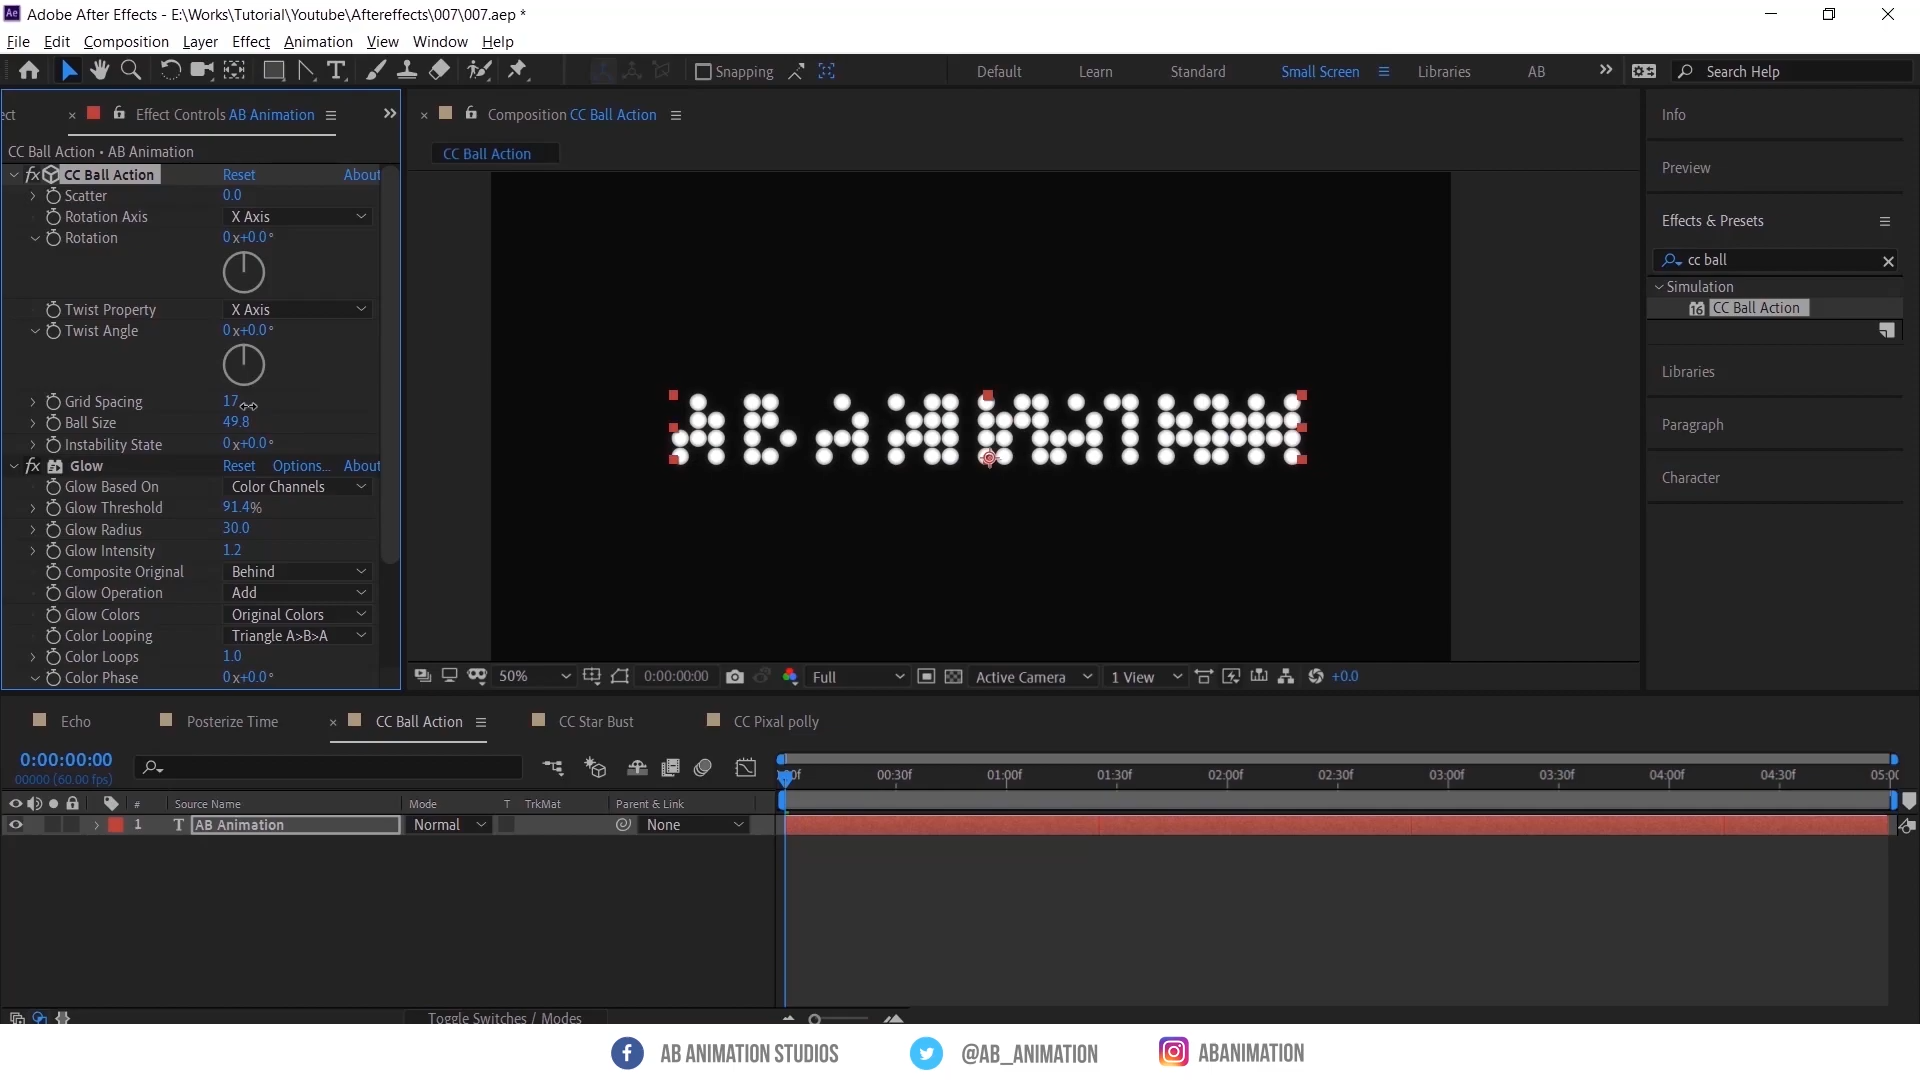 Adobe After Effects - E:\Works\Tutorial\Youtube\Aftereffects\007\007.aep *
File Edit Composition Layer Effect Animation View Window Help
Snapping Default Learn Standard Small Screen Libraries AB Search Help
ect Effect Controls AB Animation
Composition CC Ball Action
CC Ball Action • AB Animation
CC Ball Action
fx CC Ball Action Reset About
Scatter 0.0
Rotation Axis X Axis
Rotation 0x+0.0°
Twist Property X Axis
Twist Angle 0x+0.0°
Grid Spacing 17
Ball Size 49.8
Instability State 0x+0.0°
fx Glow Reset Options... About
Glow Based On Color Channels
Glow Threshold 91.4%
Glow Radius 30.0
Glow Intensity 1.2
Composite Original Behind
Glow Operation Add
Glow Colors Original Colors
Color Looping Triangle A>B>A
Color Loops 1.0
Color Phase 0x+0.0°
50% 0:00:00:00 Full Active Camera 1 View +0.0
Info
Preview
Effects & Presets
cc ball
Simulation
16 CC Ball Action
Libraries
Paragraph
Character
Echo Posterize Time CC Ball Action CC Star Bust CC Pixal polly
0:00:00:00
00000 (60.00 fps)
00f 00:30f 01:00f 01:30f 02:00f 02:30f 03:00f 03:30f 04:00f 04:30f 05:00
# Source Name Mode T TrkMat Parent & Link
1 T AB Animation Normal None
Toggle Switches / Modes
f AB ANIMATION STUDIOS @AB_ANIMATION ABANIMATION